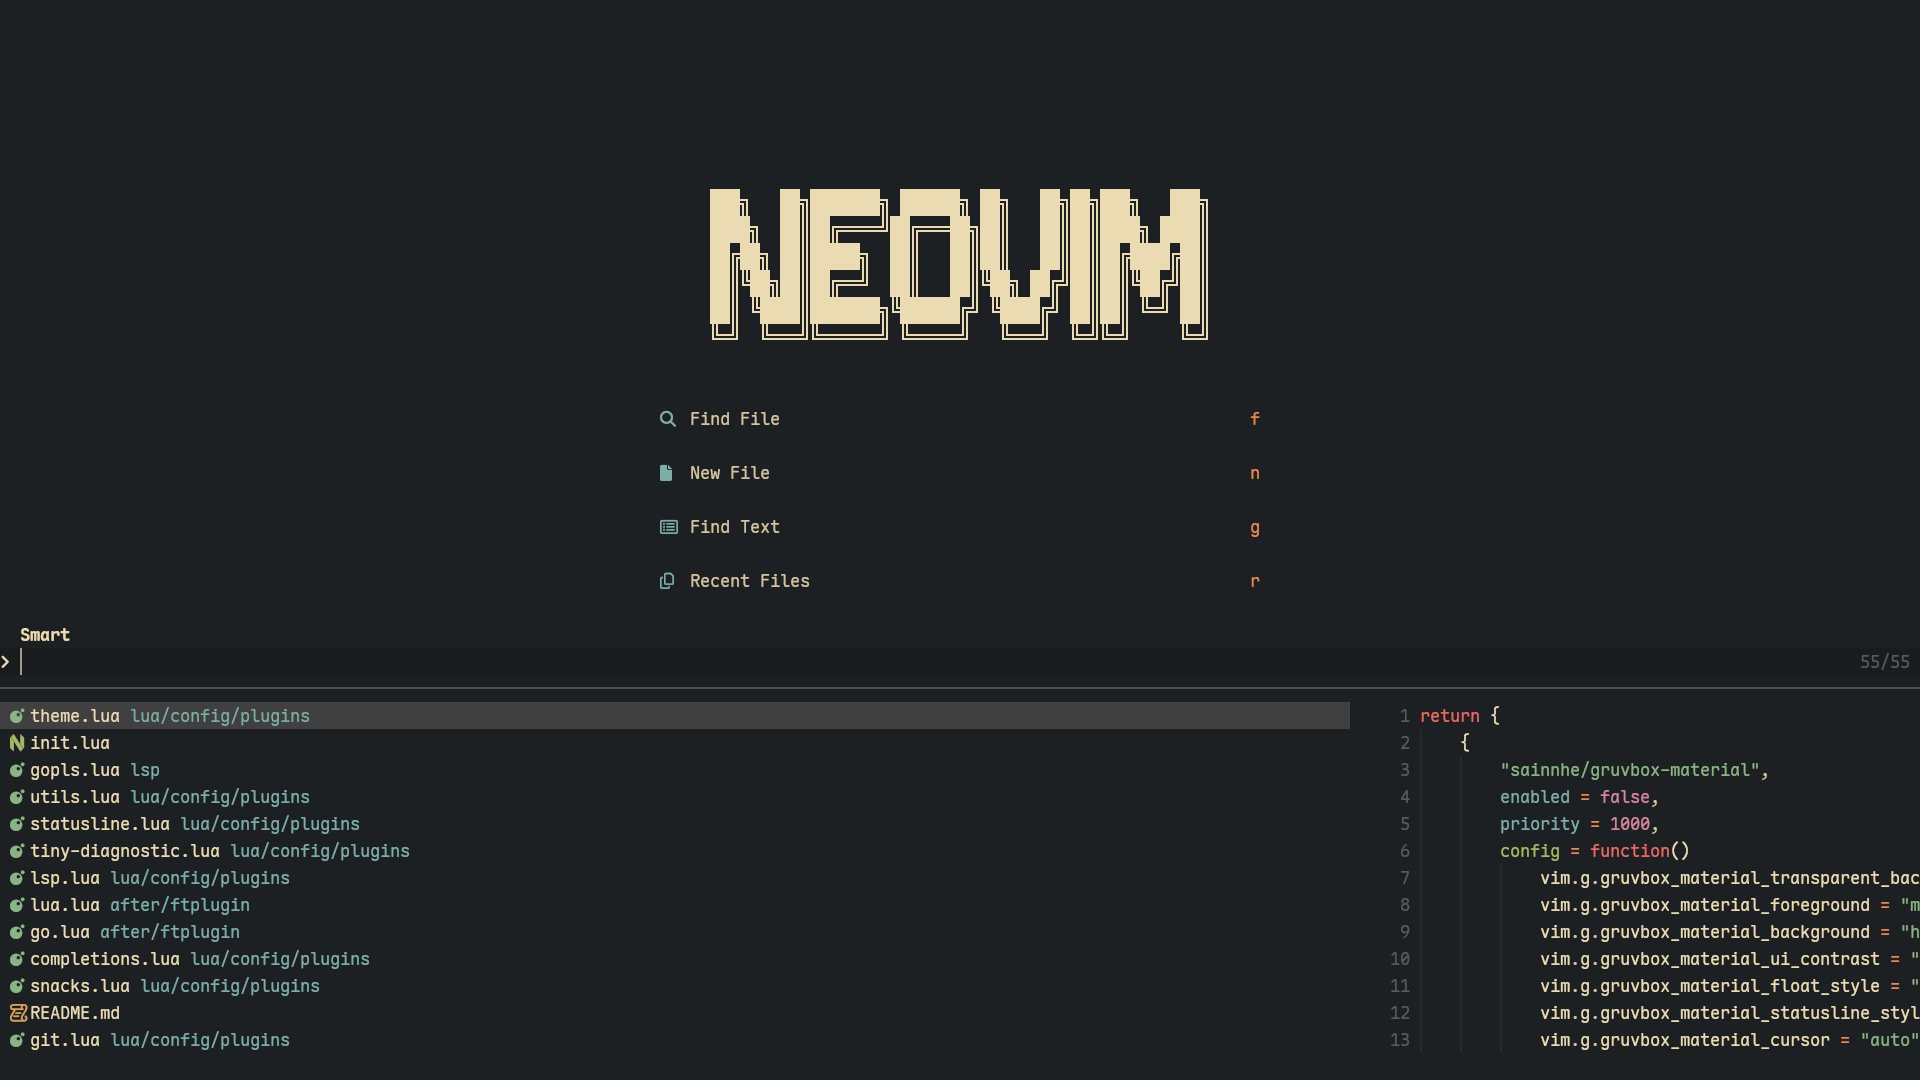 NEOVIM
Find File f
New File n
Find Text g
Recent Files r
Smart
> 55/55
theme.lua lua/config/plugins
init.lua
gopls.lua lsp
utils.lua lua/config/plugins
statusline.lua lua/config/plugins
tiny-diagnostic.lua lua/config/plugins
lsp.lua lua/config/plugins
lua.lua after/ftplugin
go.lua after/ftplugin
completions.lua lua/config/plugins
snacks.lua lua/config/plugins
README.md
git.lua lua/config/plugins
1 return {
2 {
3 "sainnhe/gruvbox-material",
4 enabled = false,
5 priority = 1000,
6 config = function()
7 vim.g.gruvbox_material_transparent_bac
8 vim.g.gruvbox_material_foreground = "m
9 vim.g.gruvbox_material_background = "h
10 vim.g.gruvbox_material_ui_contrast = "
11 vim.g.gruvbox_material_float_style = "
12 vim.g.gruvbox_material_statusline_styl
13 vim.g.gruvbox_material_cursor = "auto"